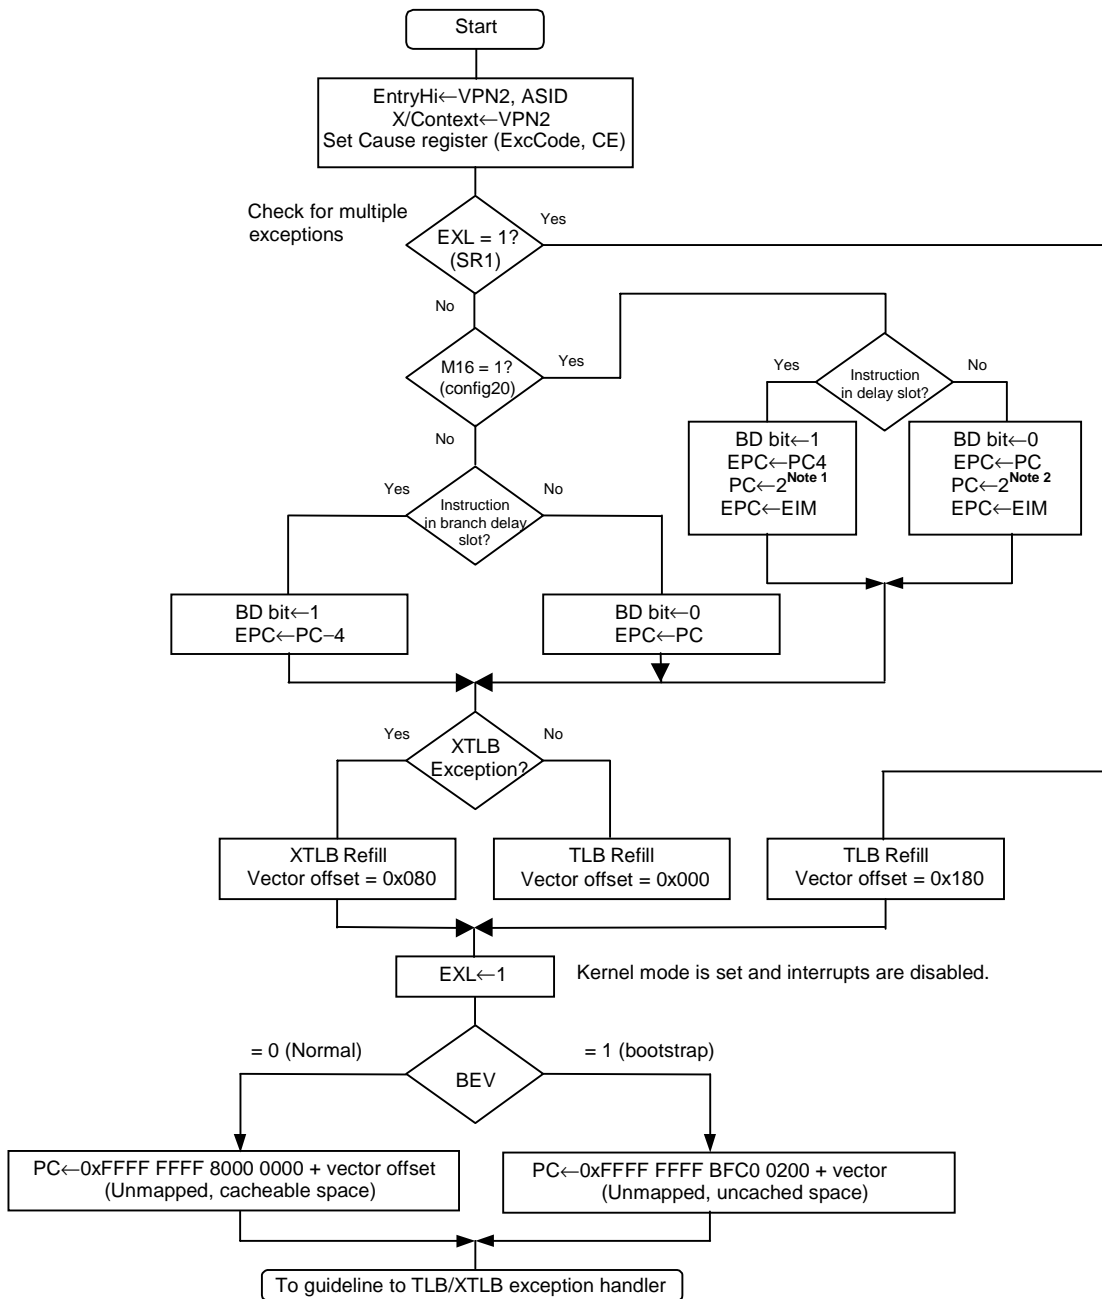 Start
EntryHi←VPN2, ASID
X/Context←VPN2
Set Cause register (ExcCode, CE)
Check for multiple
exceptions
EXL = 1?
(SR1)
Yes
No
M16 = 1?
(config20)
Yes
No
Instruction
in delay slot?
Yes
No
BD bit←1
EPC←PC4
PC←2Note 1
EPC←EIM
BD bit←0
EPC←PC
PC←2Note 2
EPC←EIM
Instruction
in branch delay
slot?
Yes
No
BD bit←1
EPC←PC−4
BD bit←0
EPC←PC
XTLB
Exception?
Yes
No
XTLB Refill
Vector offset = 0x080
TLB Refill
Vector offset = 0x000
TLB Refill
Vector offset = 0x180
EXL←1
Kernel mode is set and interrupts are disabled.
BEV
= 0 (Normal)
= 1 (bootstrap)
PC←0xFFFF FFFF 8000 0000 + vector offset
(Unmapped, cacheable space)
PC←0xFFFF FFFF BFC0 0200 + vector
(Unmapped, uncached space)
To guideline to TLB/XTLB exception handler